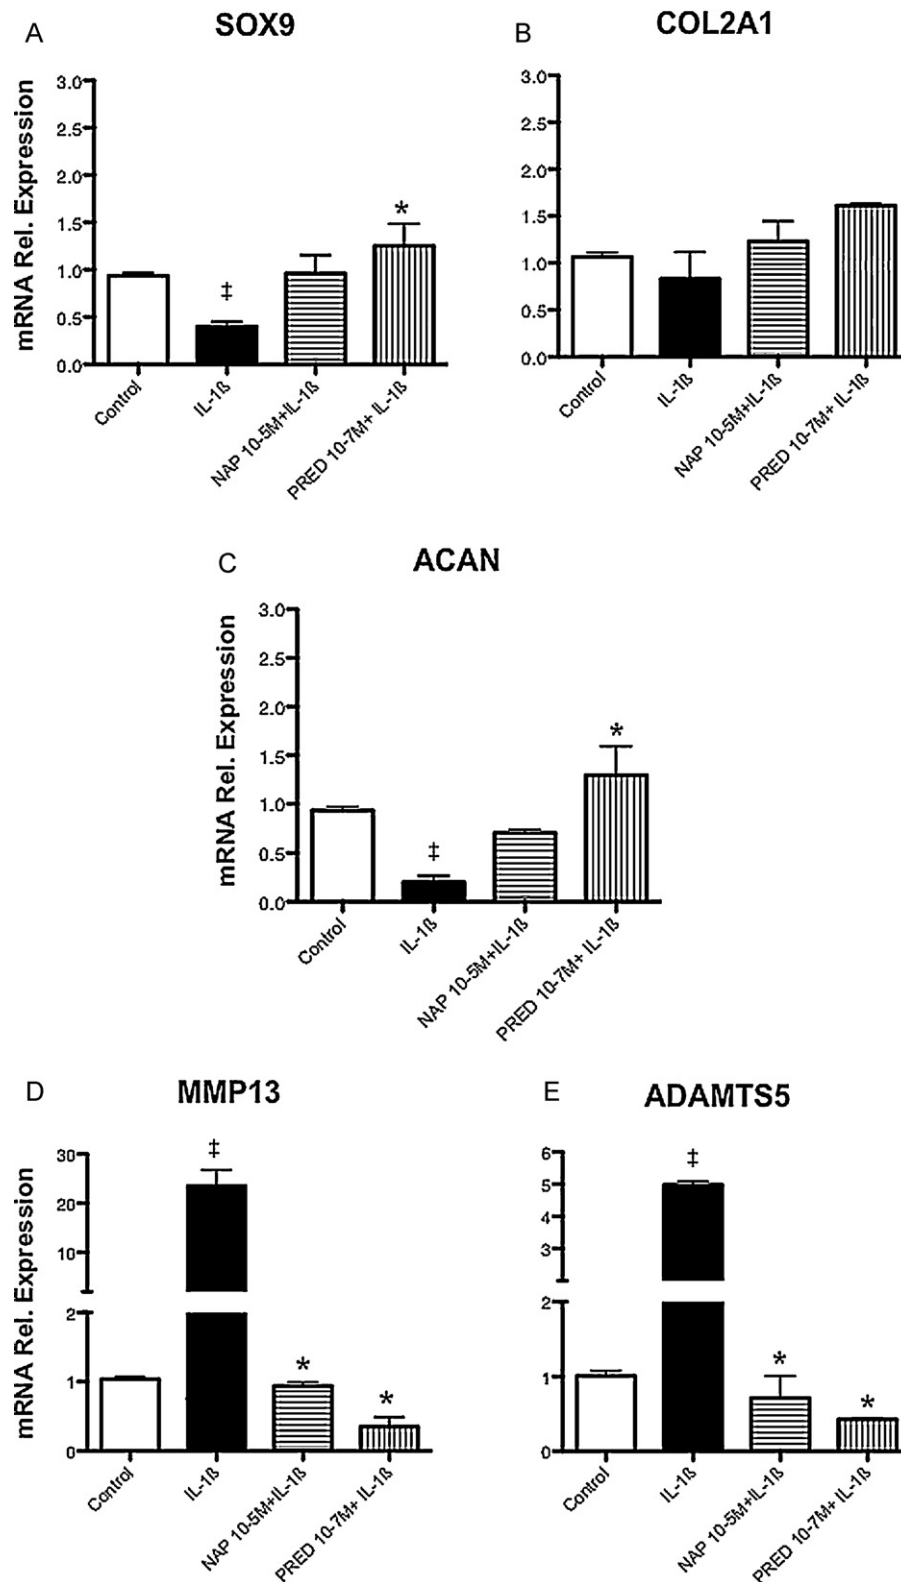 A
SOX9
mRNA Rel. Expression
3.0
2.5
2.0
1.5
1.0
0.5
0.0
‡
*
Control
IL-1ß
NAP 10-5M+IL-1ß
PRED 10-7M+ IL-1ß
B
COL2A1
3.0
2.5
2.0
1.5
1.0
0.5
0.0
Control
IL-1ß
NAP 10-5M+IL-1ß
PRED 10-7M+ IL-1ß
C
ACAN
mRNA Rel. Expression
3.0
2.5
2.0
1.5
1.0
0.5
0.0
‡
*
Control
IL-1ß
NAP 10-5M+IL-1ß
PRED 10-7M+ IL-1ß
D
MMP13
mRNA Rel. Expression
30
20
10
2
1
0
‡
*
*
Control
IL-1ß
NAP 10-5M+IL-1ß
PRED 10-7M+ IL-1ß
E
ADAMTS5
6
5
4
3
2
1
0
‡
*
*
Control
IL-1ß
NAP 10-5M+IL-1ß
PRED 10-7M+ IL-1ß